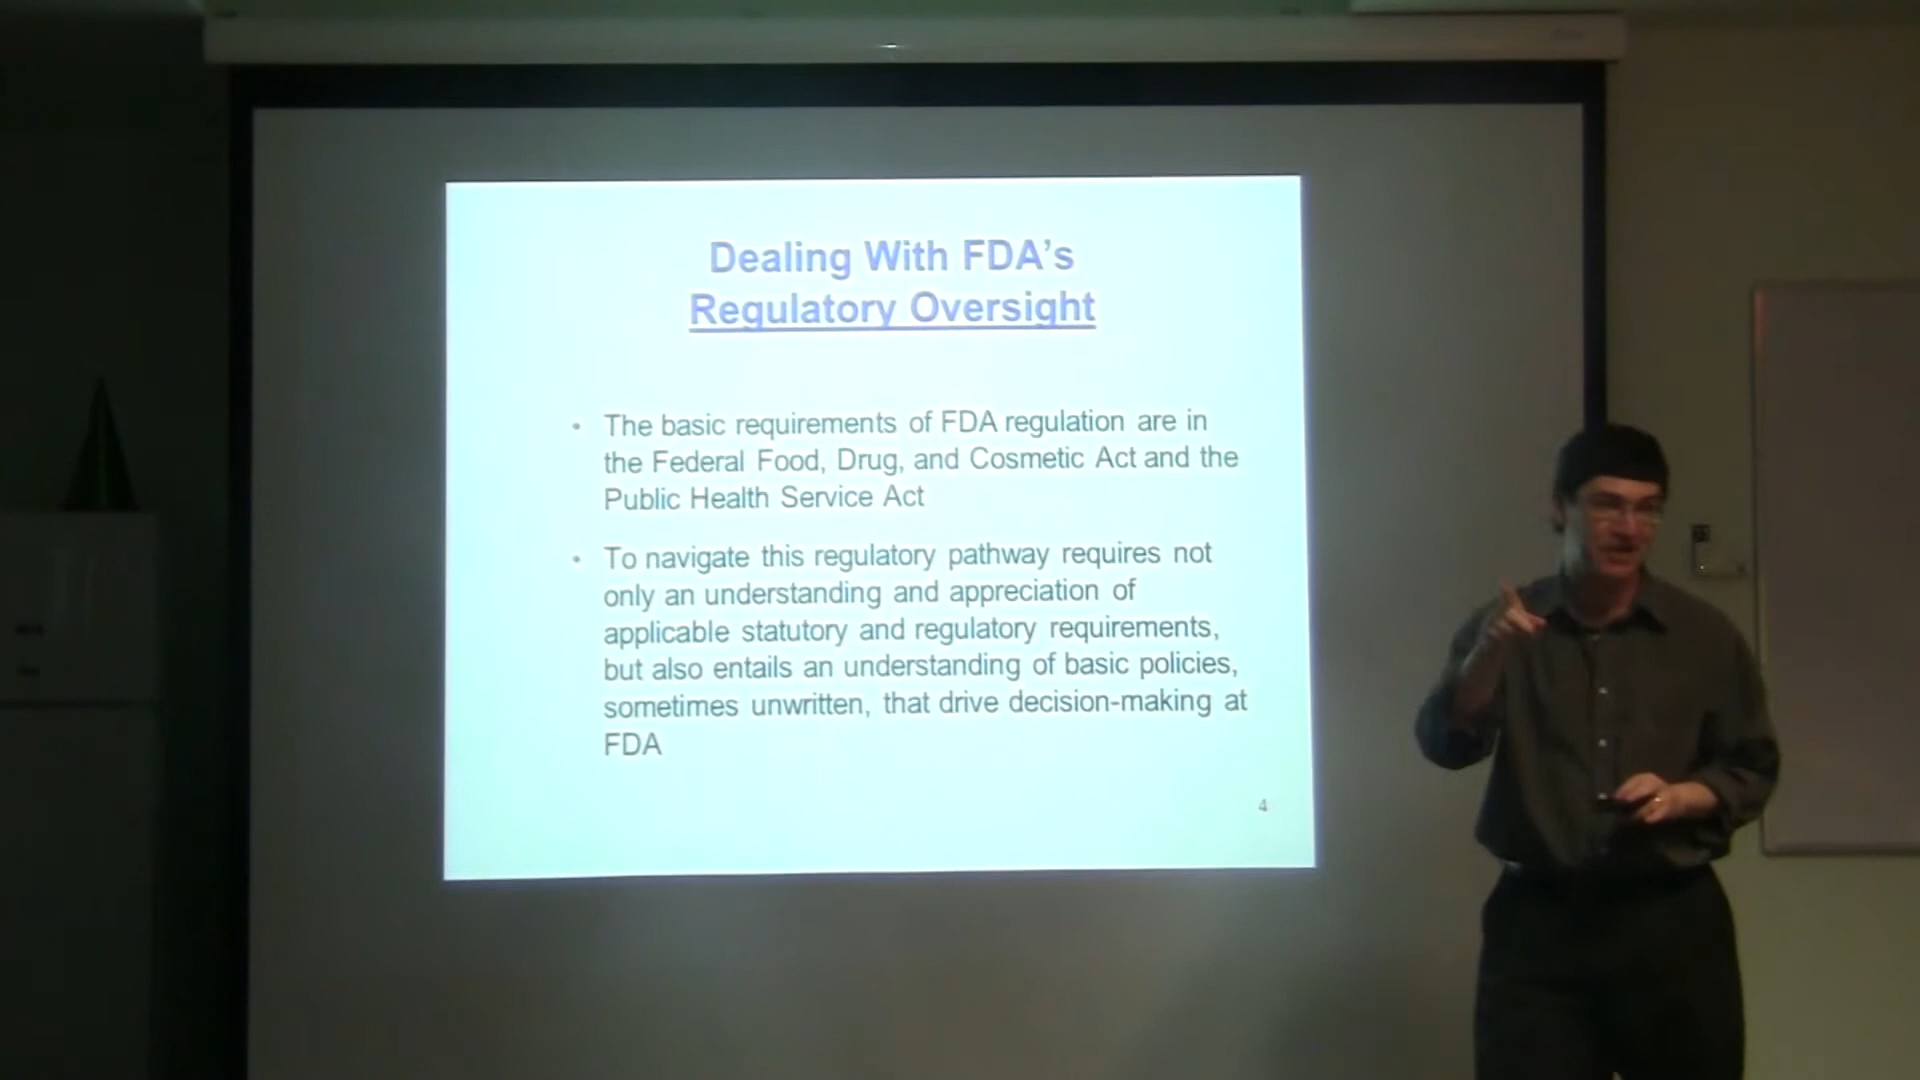 Dealing With FDA's
Regulatory Oversight
• The basic requirements of FDA regulation are in
the Federal Food, Drug, and Cosmetic Act and the
Public Health Service Act
• To navigate this regulatory pathway requires not
only an understanding and appreciation of
applicable statutory and regulatory requirements,
but also entails an understanding of basic policies,
sometimes unwritten, that drive decision-making at
FDA
4